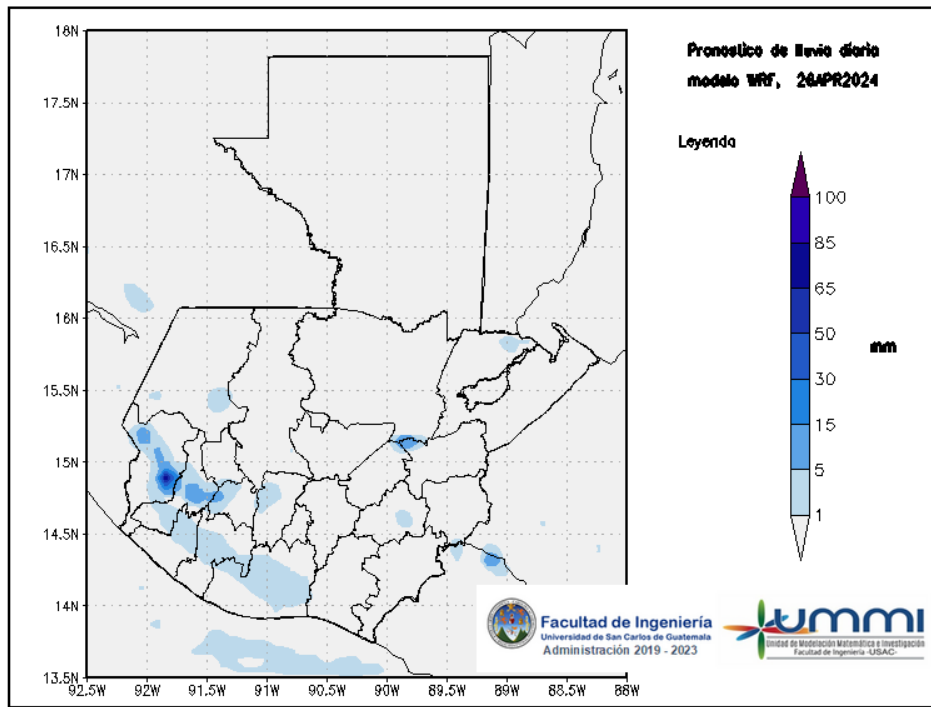 Pronostico de lluvia diaria
modelo WRF, 26APR2024
Leyenda
100
85
65
50
30
15
5
1
mm
18N
17.5N
17N
16.5N
16N
15.5N
15N
14.5N
14N
13.5N
92.5W
92W
91.5W
91W
90.5W
90W
89.5W
89W
88.5W
88W
Facultad de Ingeniería
Universidad de San Carlos de Guatemala
Administración 2019 - 2023
UMMI
Unidad de Modelación Matemática e Investigación
Facultad de Ingeniería -USAC-